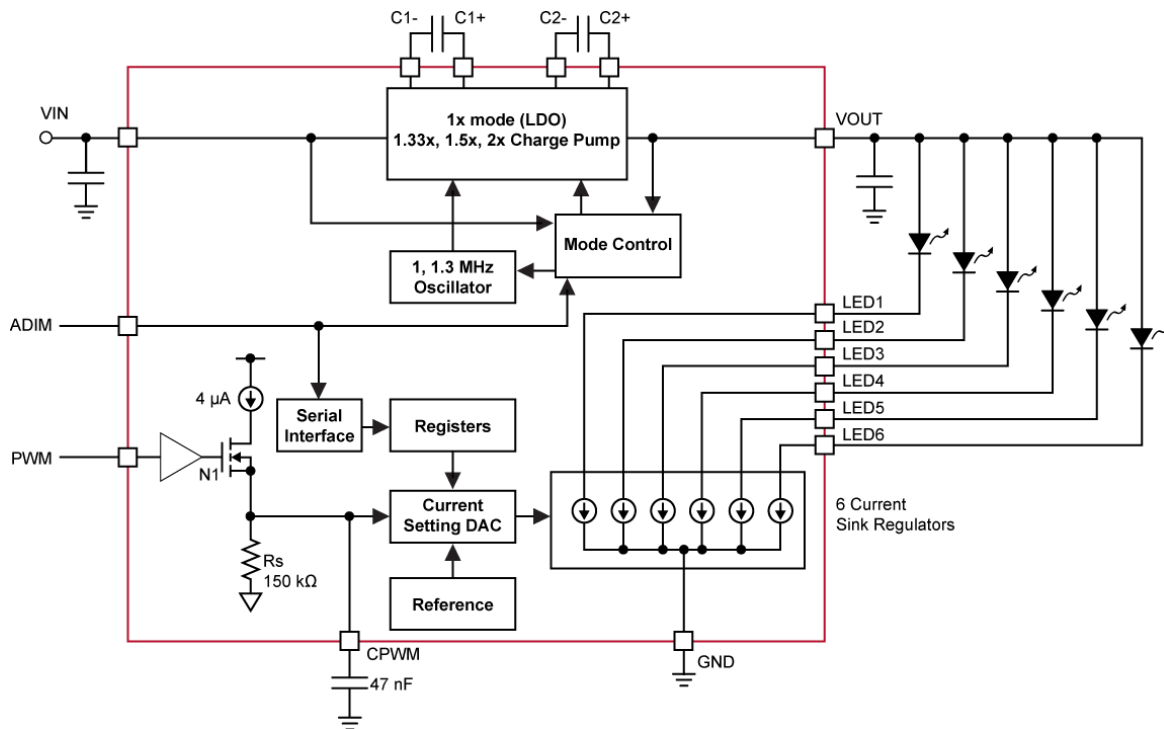 C1-
C1+
C2-
C2+
VIN
1x mode (LDO)
1.33x, 1.5x, 2x Charge Pump
VOUT
Mode Control
1, 1.3 MHz
Oscillator
ADIM
LED1
LED2
LED3
LED4
LED5
LED6
4 µA
Serial
Interface
Registers
PWM
N1
Current
Setting DAC
6 Current
Sink Regulators
Rs
150 kΩ
Reference
CPWM
GND
47 nF